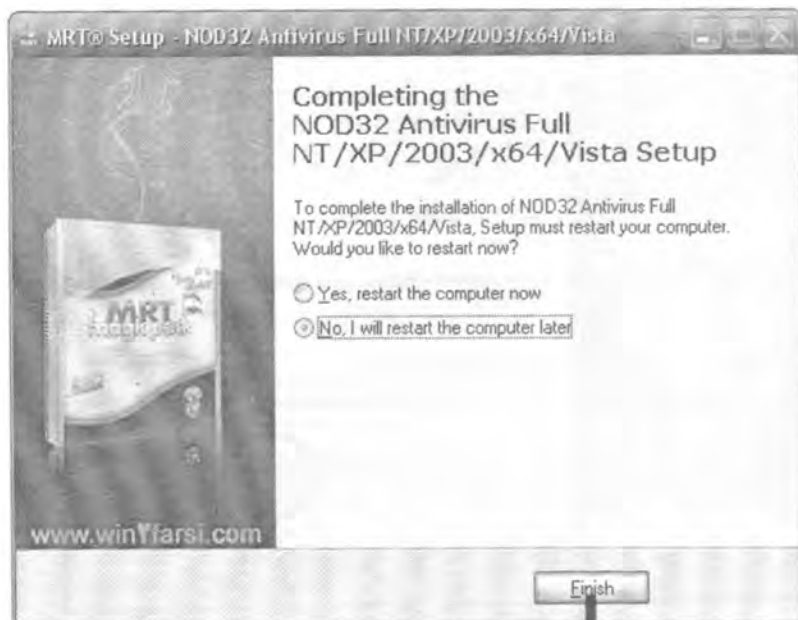 MRT® Setup - NOD32 Antivirus Full NT/XP/2003/x64/Vista
Completing the
NOD32 Antivirus Full
NT/XP/2003/x64/Vista Setup
To complete the installation of NOD32 Antivirus Full
NT/XP/2003/x64/Vista, Setup must restart your computer.
Would you like to restart now?
Yes, restart the computer now
No, I will restart the computer later
MRT
magic pack
www.win۲farsi.com
Finish